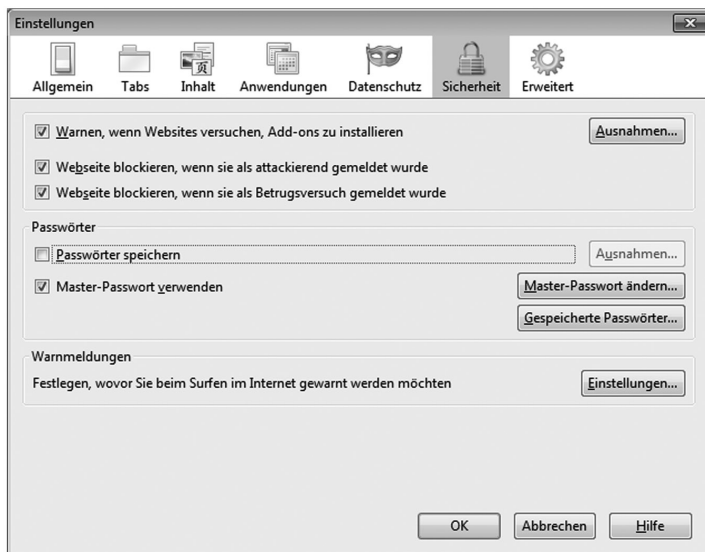 Einstellungen
Allgemein Tabs Inhalt Anwendungen Datenschutz Sicherheit Erweitert
Warnen, wenn Websites versuchen, Add-ons zu installieren Ausnahmen...
Webseite blockieren, wenn sie als attackierend gemeldet wurde
Webseite blockieren, wenn sie als Betrugsversuch gemeldet wurde
Passwörter
Passwörter speichern Ausnahmen...
Master-Passwort verwenden Master-Passwort ändern...
Gespeicherte Passwörter...
Warnmeldungen
Festlegen, wovor Sie beim Surfen im Internet gewarnt werden möchten Einstellungen...
OK Abbrechen Hilfe